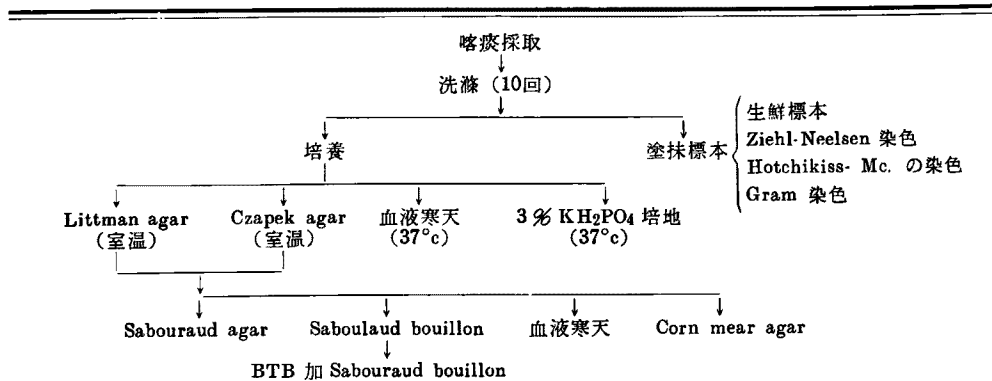 喀痰採取
洗滌 (10回)
培養
塗抹標本
生鮮標本
Ziehl-Neelsen 染色
Hotchikiss- Mc. の染色
Gram 染色
Littman agar
(室温)
Czapek agar
(室温)
血液寒天
(37°c)
3 % KH₂PO₄ 培地
(37°c)
Sabouraud agar
Saboulaud bouillon
血液寒天
Corn mear agar
BTB 加 Sabouraud bouillon